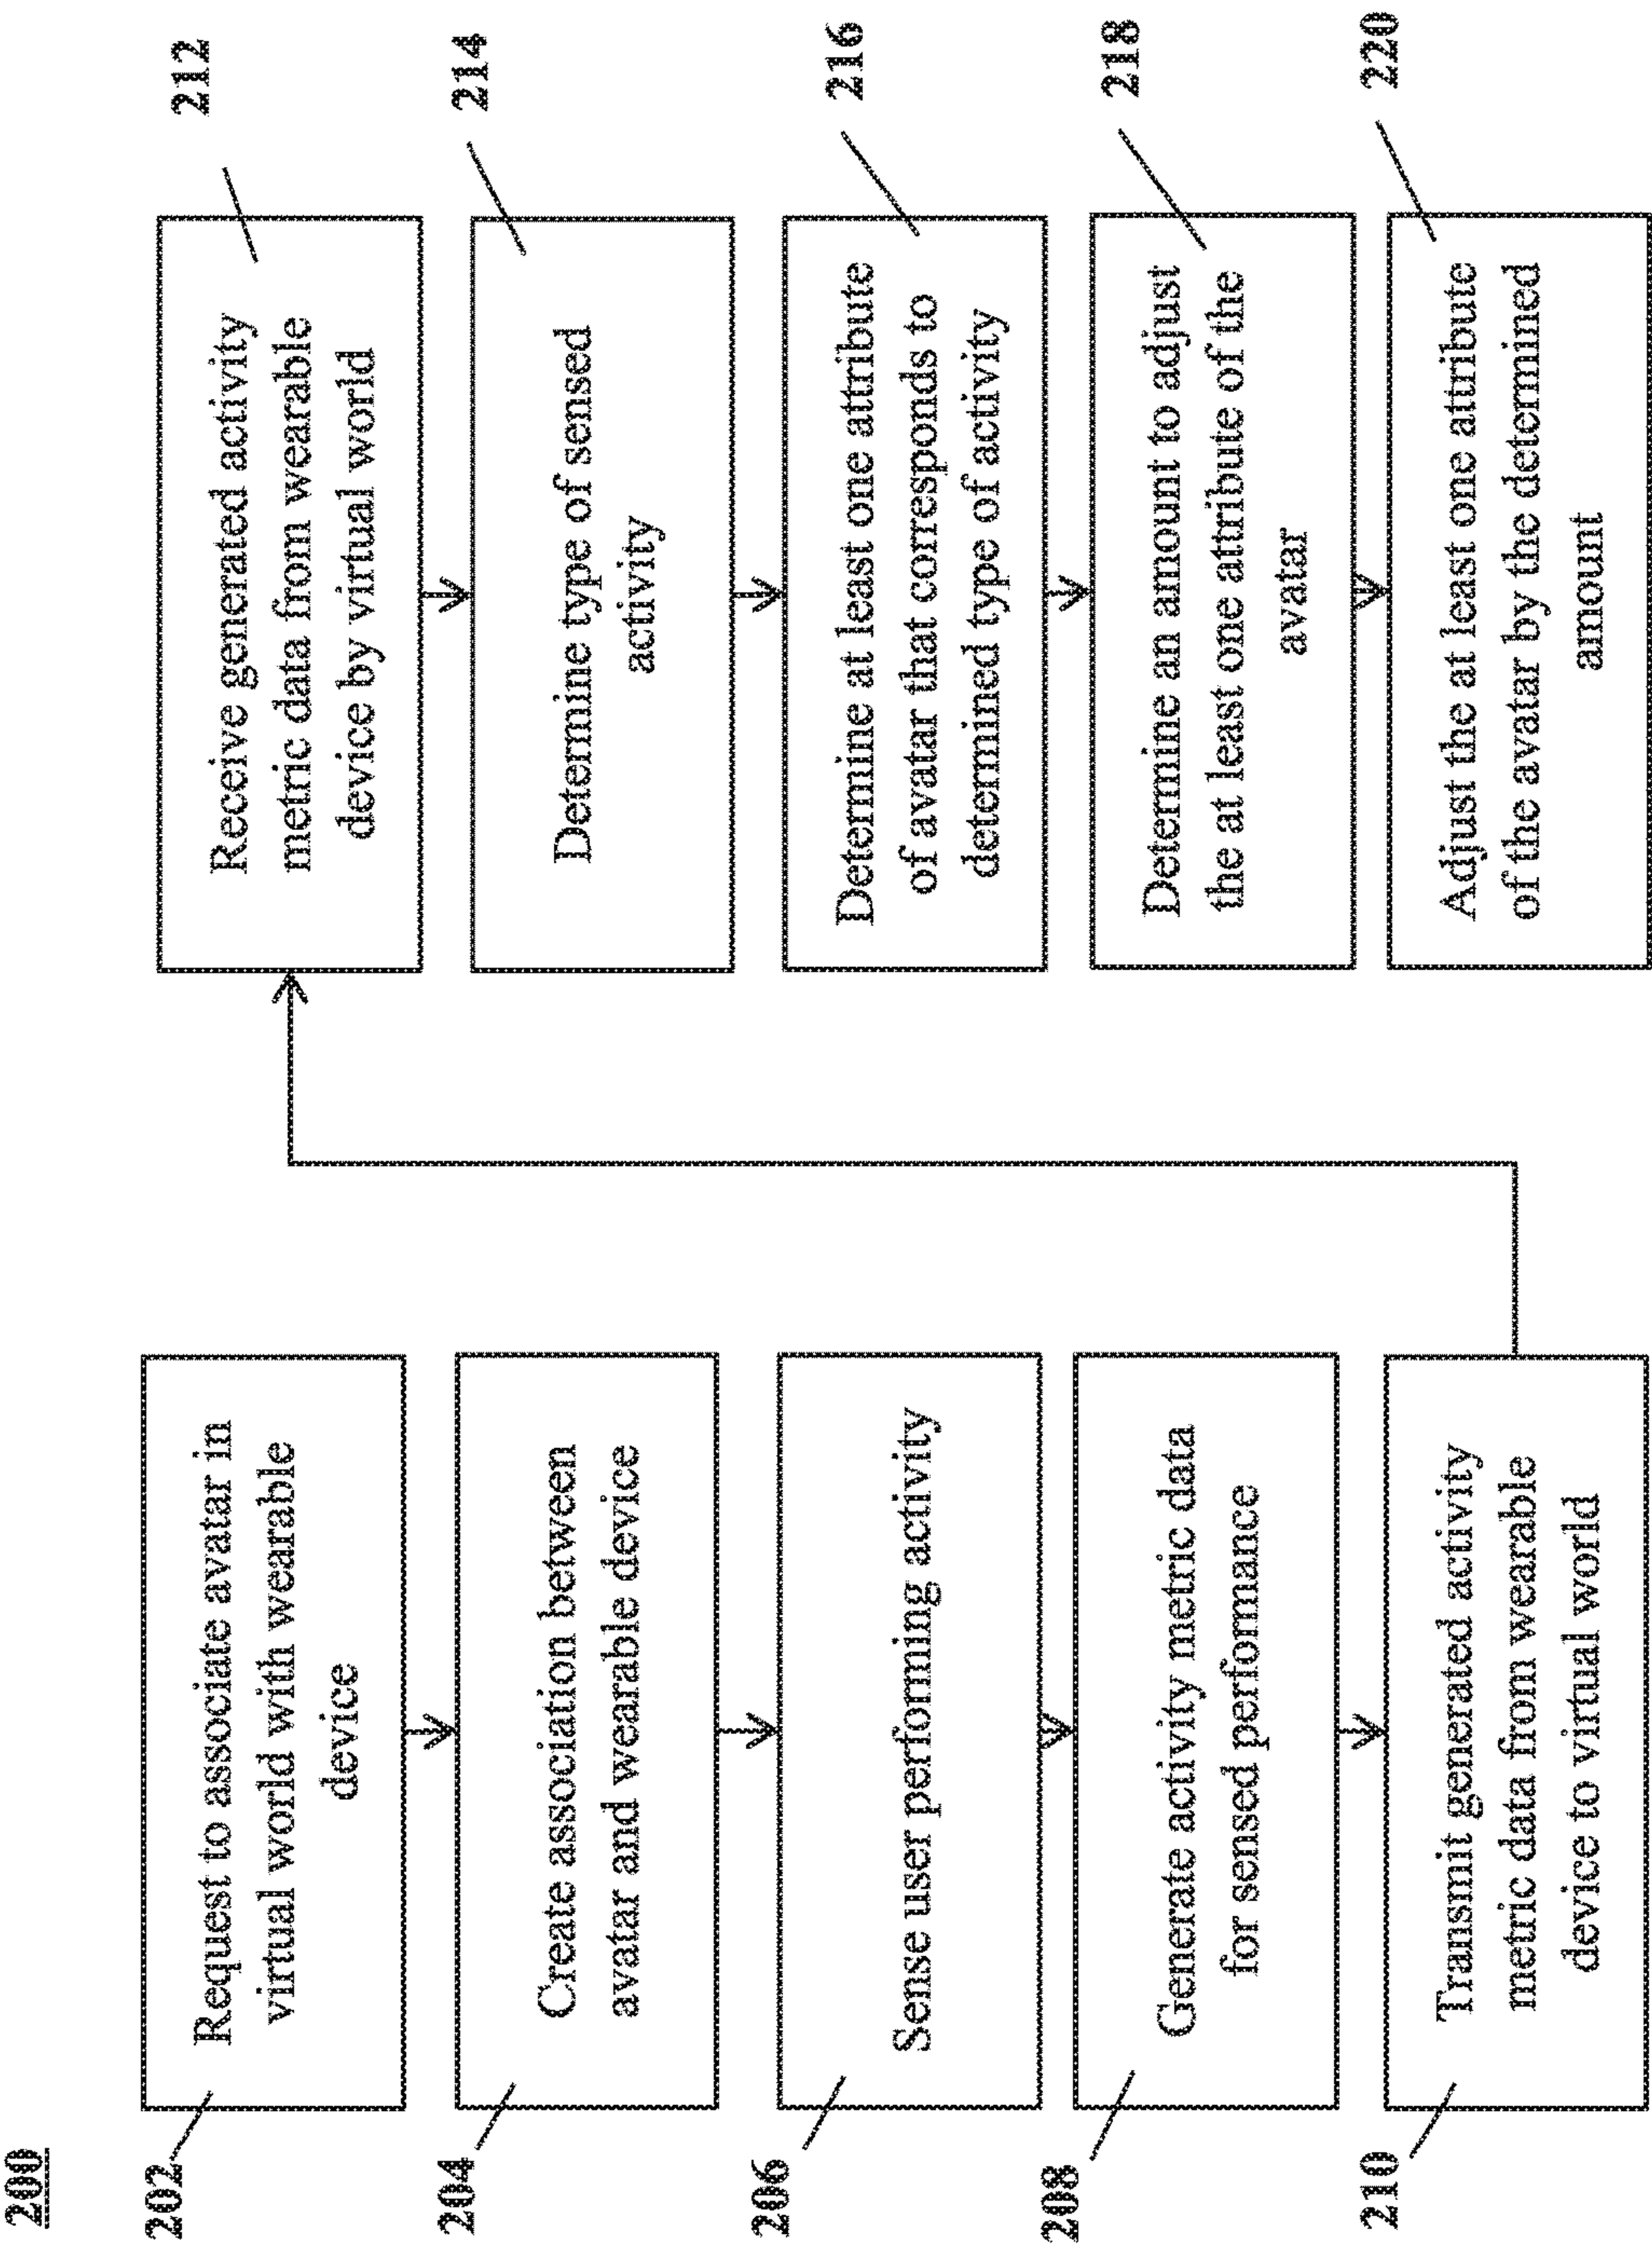 200
202
Request to associate avatar in
virtual world with wearable
device
204
Create association between
avatar and wearable device
206
Sense user performing activity
208
Generate activity metric data
for sensed performance
210
Transmit generated activity
metric data from wearable
device to virtual world
212
Receive generated activity
metric data from wearable
device by virtual world
214
Determine type of sensed
activity
216
Determine at least one attribute
of avatar that corresponds to
determined type of activity
218
Determine an amount to adjust
the at least one attribute of the
avatar
220
Adjust the at least one attribute
of the avatar by the determined
amount